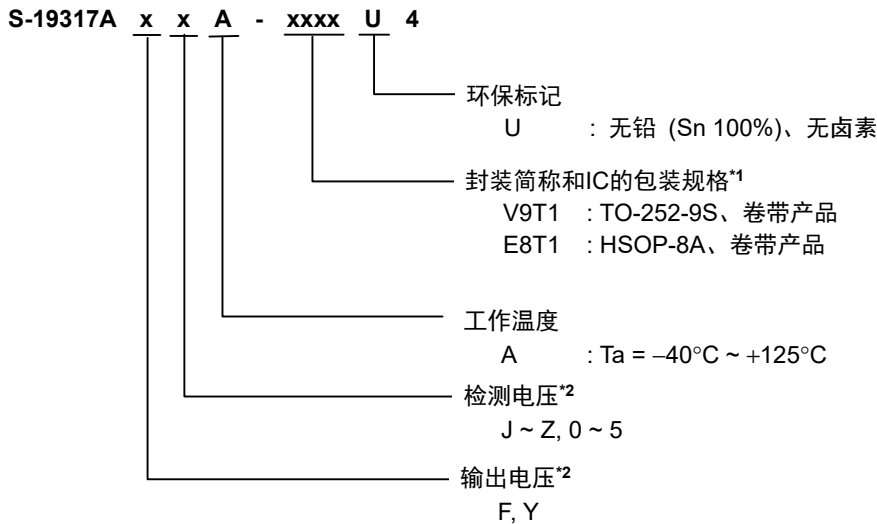 S-19317A x x A - xxxx U 4
环保标记
U : 无铅 (Sn 100%)、无卤素
封装简称和IC的包装规格*1
V9T1 : TO-252-9S、卷带产品
E8T1 : HSOP-8A、卷带产品
工作温度
A : Ta = −40°C ~ +125°C
检测电压*2
J ~ Z, 0 ~ 5
输出电压*2
F, Y